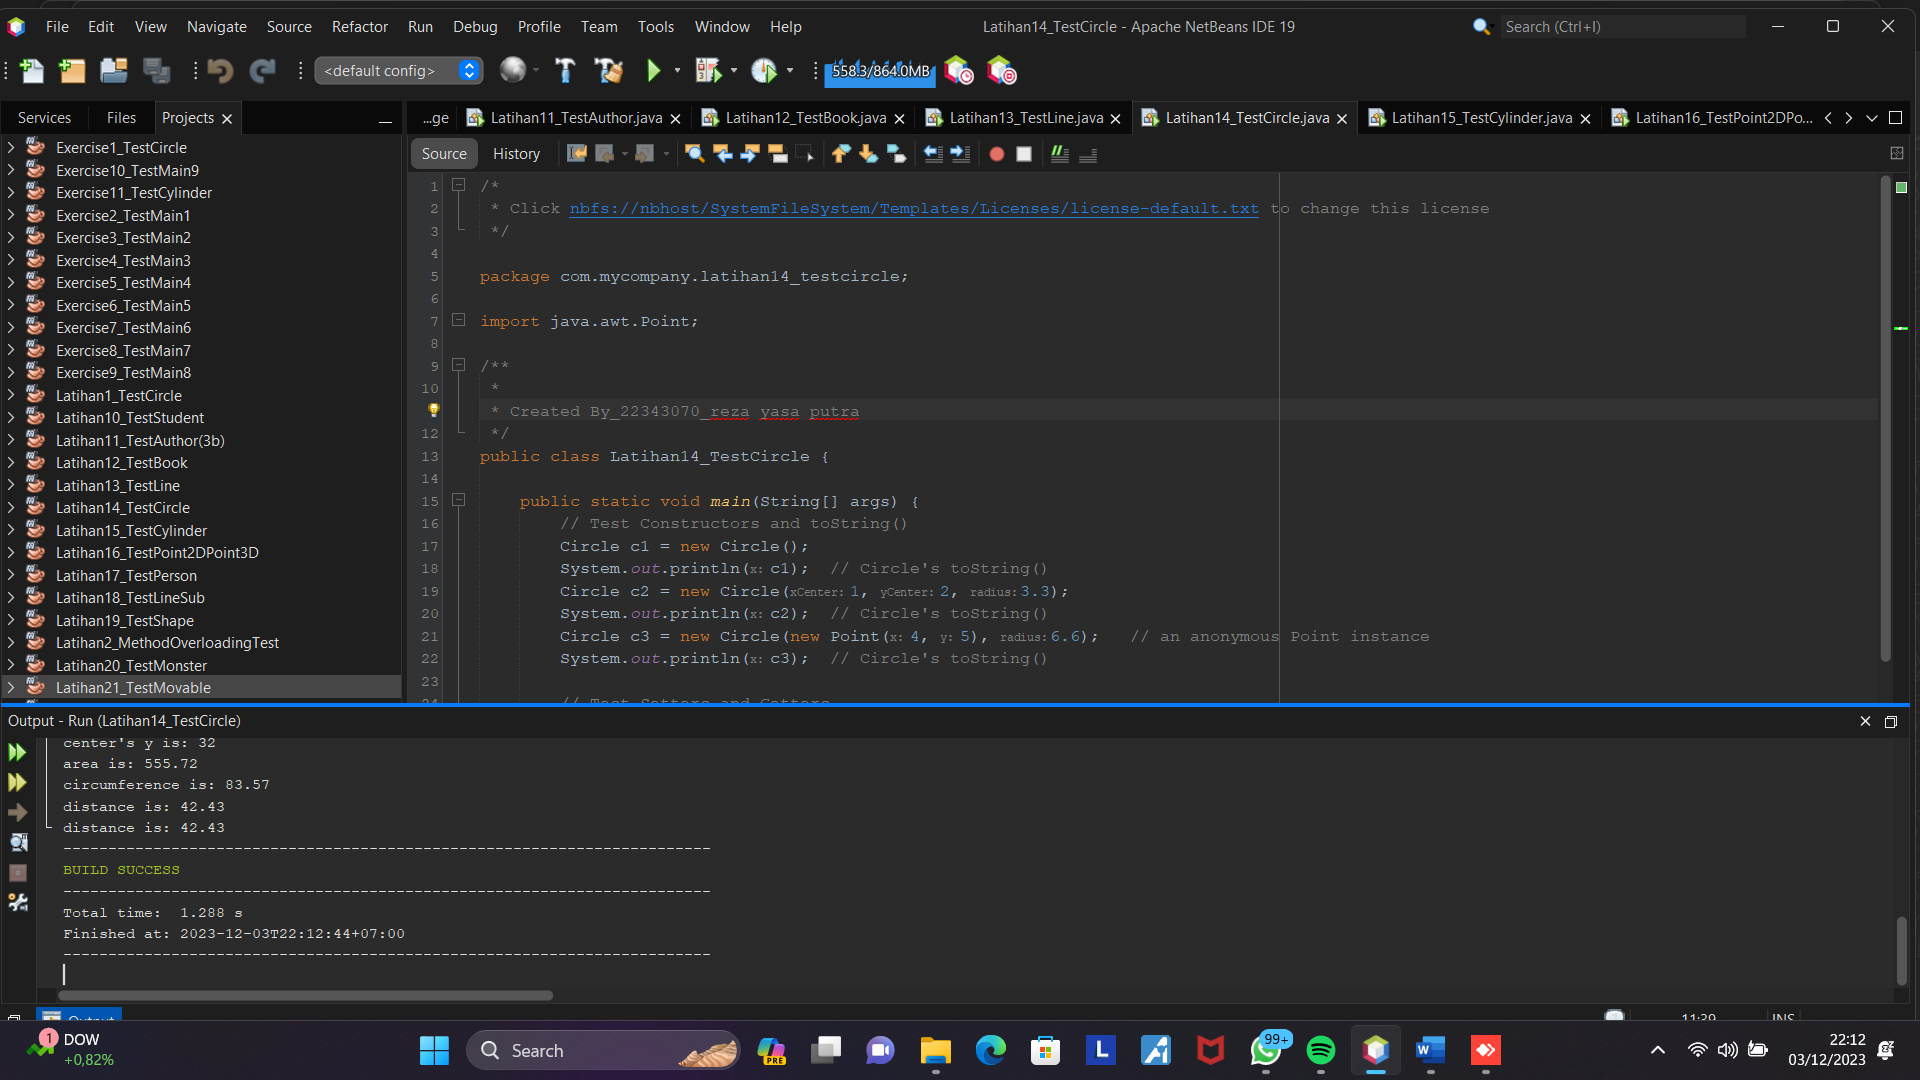 File Edit View Navigate Source Refactor Run Debug Profile Team Tools Window Help
Latihan14_TestCircle - Apache NetBeans IDE 19
Search (Ctrl+I)
<default config>
558.3/864.0MB
Services Files Projects
...ge Latihan11_TestAuthor.java Latihan12_TestBook.java Latihan13_TestLine.java Latihan14_TestCircle.java Latihan15_TestCylinder.java Latihan16_TestPoint2DPo...
Source History
Exercise1_TestCircle
Exercise10_TestMain9
Exercise11_TestCylinder
Exercise2_TestMain1
Exercise3_TestMain2
Exercise4_TestMain3
Exercise5_TestMain4
Exercise6_TestMain5
Exercise7_TestMain6
Exercise8_TestMain7
Exercise9_TestMain8
Latihan1_TestCircle
Latihan10_TestStudent
Latihan11_TestAuthor(3b)
Latihan12_TestBook
Latihan13_TestLine
Latihan14_TestCircle
Latihan15_TestCylinder
Latihan16_TestPoint2DPoint3D
Latihan17_TestPerson
Latihan18_TestLineSub
Latihan19_TestShape
Latihan2_MethodOverloadingTest
Latihan20_TestMonster
Latihan21_TestMovable
1 /*
2 * Click nbfs://nbhost/SystemFileSystem/Templates/Licenses/license-default.txt to change this license
3 */
4
5 package com.mycompany.latihan14_testcircle;
6
7 import java.awt.Point;
8
9 /**
10 *
* Created By_22343070_reza yasa putra
12 */
13 public class Latihan14_TestCircle {
14
15 public static void main(String[] args) {
16 // Test Constructors and toString()
17 Circle c1 = new Circle();
18 System.out.println(x: c1); // Circle's toString()
19 Circle c2 = new Circle(xCenter: 1, yCenter: 2, radius: 3.3);
20 System.out.println(x: c2); // Circle's toString()
21 Circle c3 = new Circle(new Point(x: 4, y: 5), radius: 6.6); // an anonymous Point instance
22 System.out.println(x: c3); // Circle's toString()
23
24 // Test Setters and Getters
Output - Run (Latihan14_TestCircle)
center's y is: 32
area is: 555.72
circumference is: 83.57
distance is: 42.43
distance is: 42.43
------------------------------------------------------------------------
BUILD SUCCESS
------------------------------------------------------------------------
Total time: 1.288 s
Finished at: 2023-12-03T22:12:44+07:00
------------------------------------------------------------------------
Output
11:39 INS
1 DOW
+0,82%
Search
PRE
L
99+
W
22:12
03/12/2023